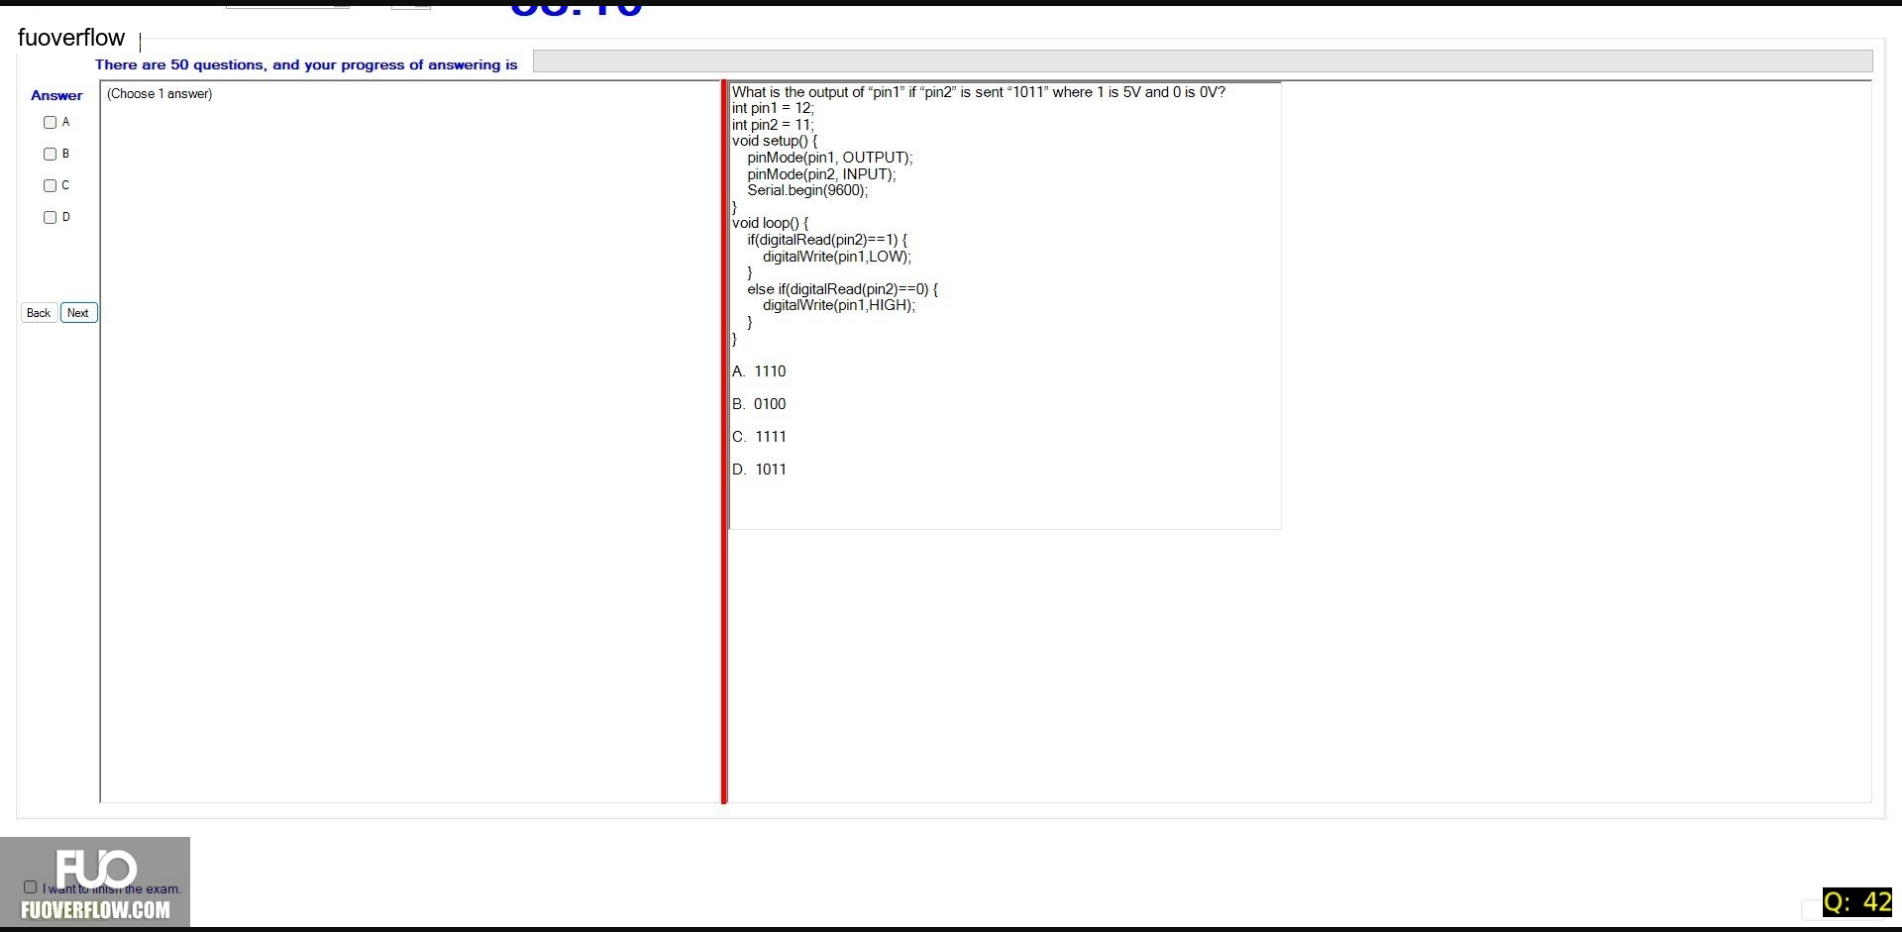 fuoverflow
There are 50 questions, and your progress of answering is
Answer
(Choose 1 answer)
A
B
C
D
Back Next
What is the output of “pin1” if “pin2” is sent “1011” where 1 is 5V and 0 is 0V?
int pin1 = 12;
int pin2 = 11;
void setup() {
pinMode(pin1, OUTPUT);
pinMode(pin2, INPUT);
Serial.begin(9600);
}
void loop() {
if(digitalRead(pin2)==1) {
digitalWrite(pin1,LOW);
}
else if(digitalRead(pin2)==0) {
digitalWrite(pin1,HIGH);
}
}
A. 1110
B. 0100
C. 1111
D. 1011
FUO
I want to finish the exam.
FUOVERFLOW.COM
Q: 42